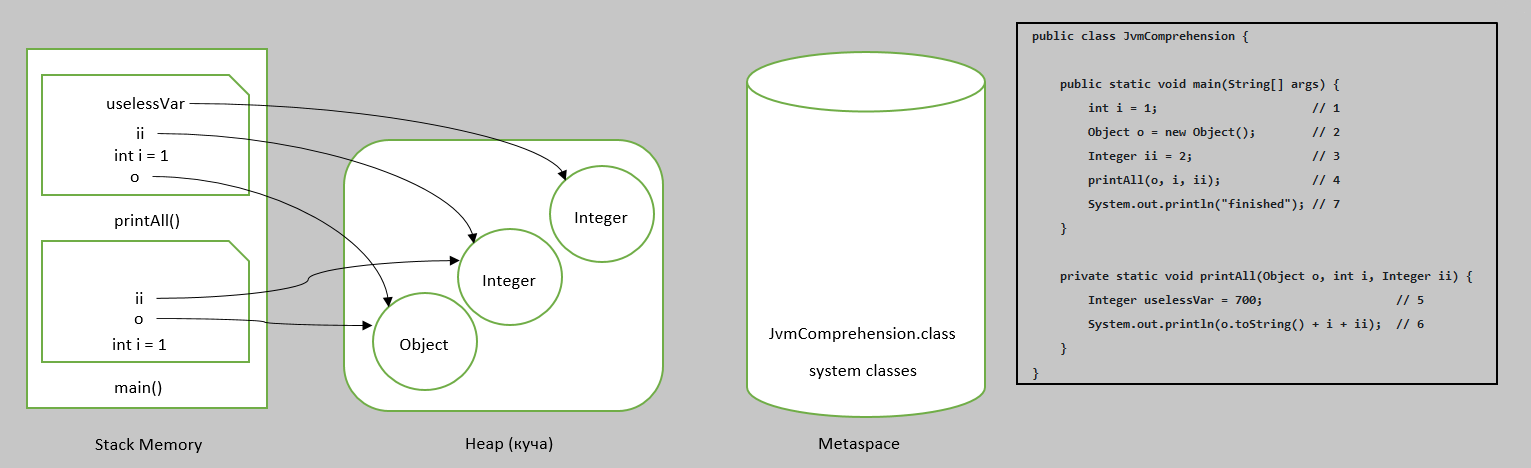 uselessVar
ii
int i = 1
o
printAll()
ii
o
int i = 1
main()
Stack Memory
Integer
Integer
Object
Heap (куча)
JvmComprehension.class
system classes
Metaspace
public class JvmComprehension {
public static void main(String[] args) {
int i = 1; // 1
Object o = new Object(); // 2
Integer ii = 2; // 3
printAll(o, i, ii); // 4
System.out.println("finished"); // 7
}
private static void printAll(Object o, int i, Integer ii) {
Integer uselessVar = 700; // 5
System.out.println(o.toString() + i + ii); // 6
}
}